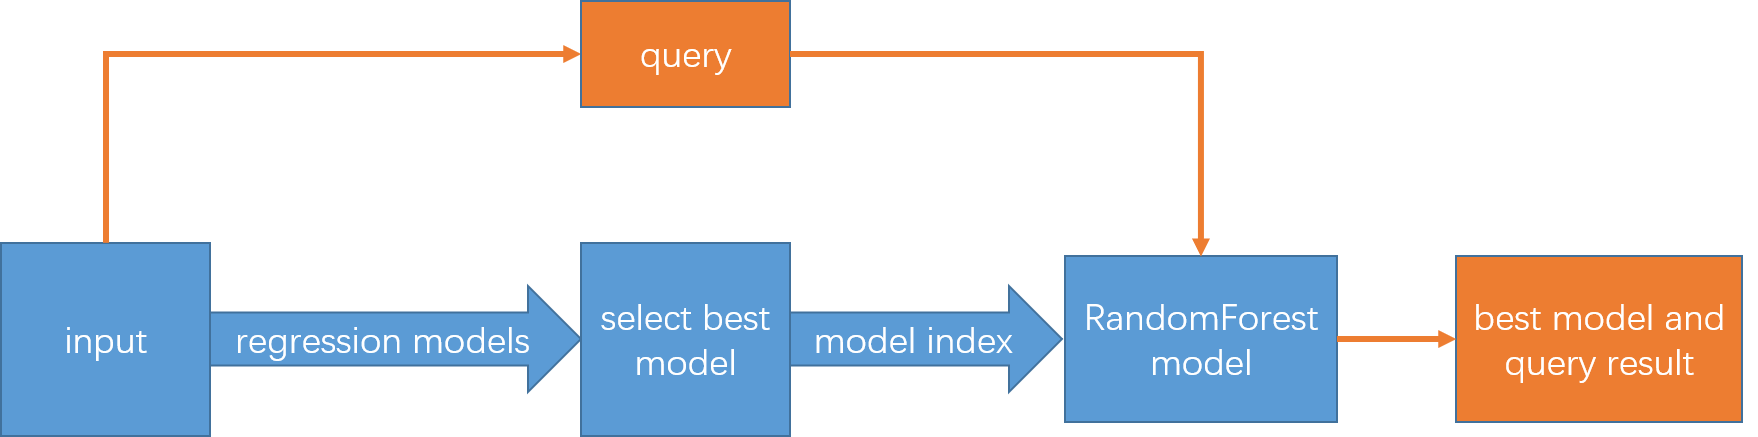 query
input
regression models
select best
model
model index
RandomForest
model
best model and
query result